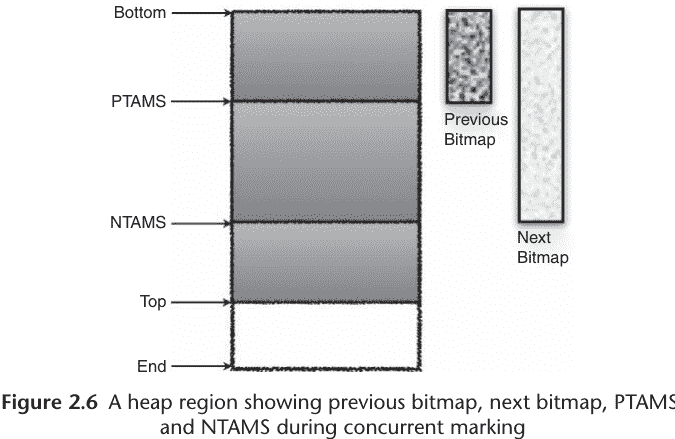 Bottom
PTAMS
Previous
Bitmap
NTAMS
Next
Bitmap
Top
End
Figure 2.6 A heap region showing previous bitmap, next bitmap, PTAMS
and NTAMS during concurrent marking